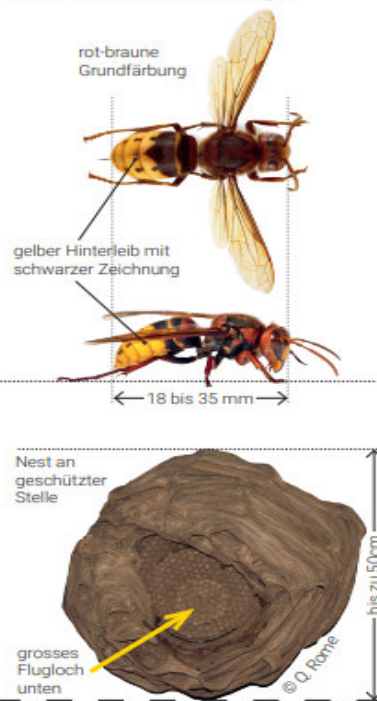 rot-braune
Grundfärbung
gelber Hinterleib mit
schwarzer Zeichnung
18 bis 35 mm
Nest an
geschützter
Stelle
bis zu 50cm
grosses
Flugloch
unten
© Q. Rome